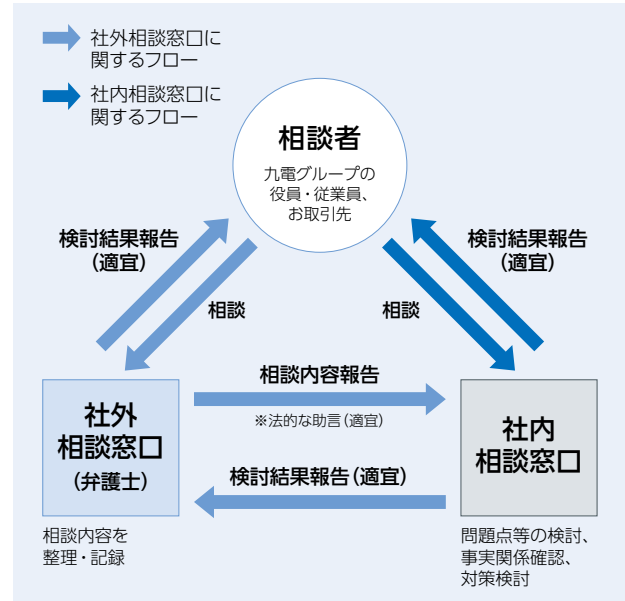 社外相談窓口に
関するフロー
社内相談窓口に
関するフロー
相談者
九電グループの
役員・従業員、
お取引先
検討結果報告
（適宜）
検討結果報告
（適宜）
相談
相談
相談内容報告
※法的な助言（適宜）
社外
相談窓口
（弁護士）
社内
相談窓口
検討結果報告（適宜）
相談内容を
整理・記録
問題点等の検討、
事実関係確認、
対策検討